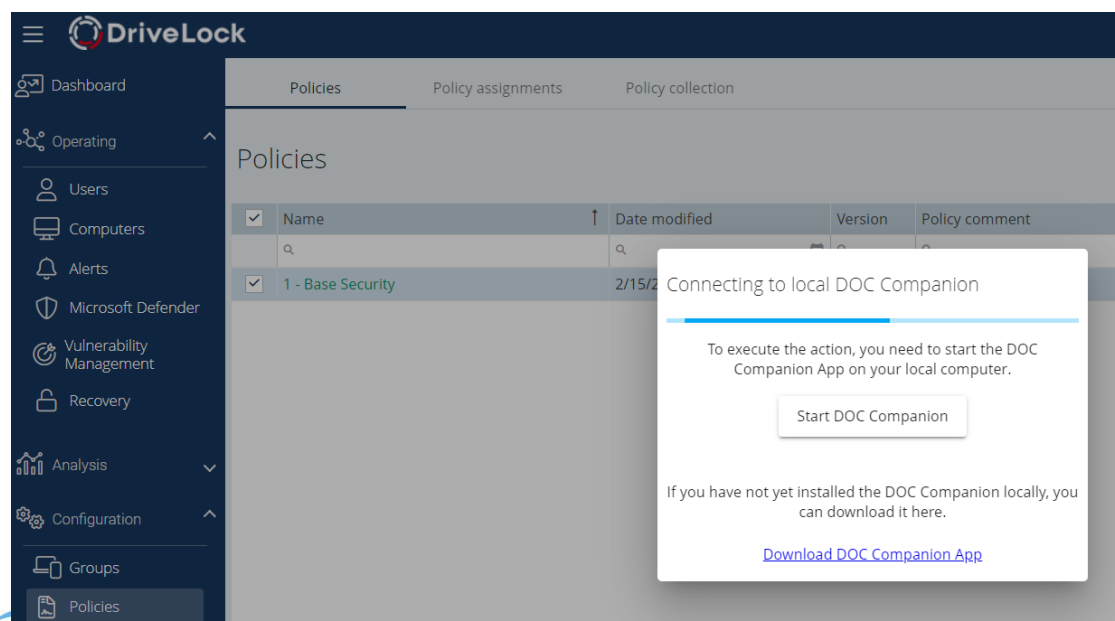 DriveLock
Dashboard
Operating
Users
Computers
Alerts
Microsoft Defender
Vulnerability
Management
Recovery
Analysis
Configuration
Groups
Policies
Policies
Policy assignments
Policy collection
Policies
Name
Date modified
Version
Policy comment
1 - Base Security
2/15/2
Connecting to local DOC Companion
To execute the action, you need to start the DOC
Companion App on your local computer.
Start DOC Companion
If you have not yet installed the DOC Companion locally, you
can download it here.
Download DOC Companion App